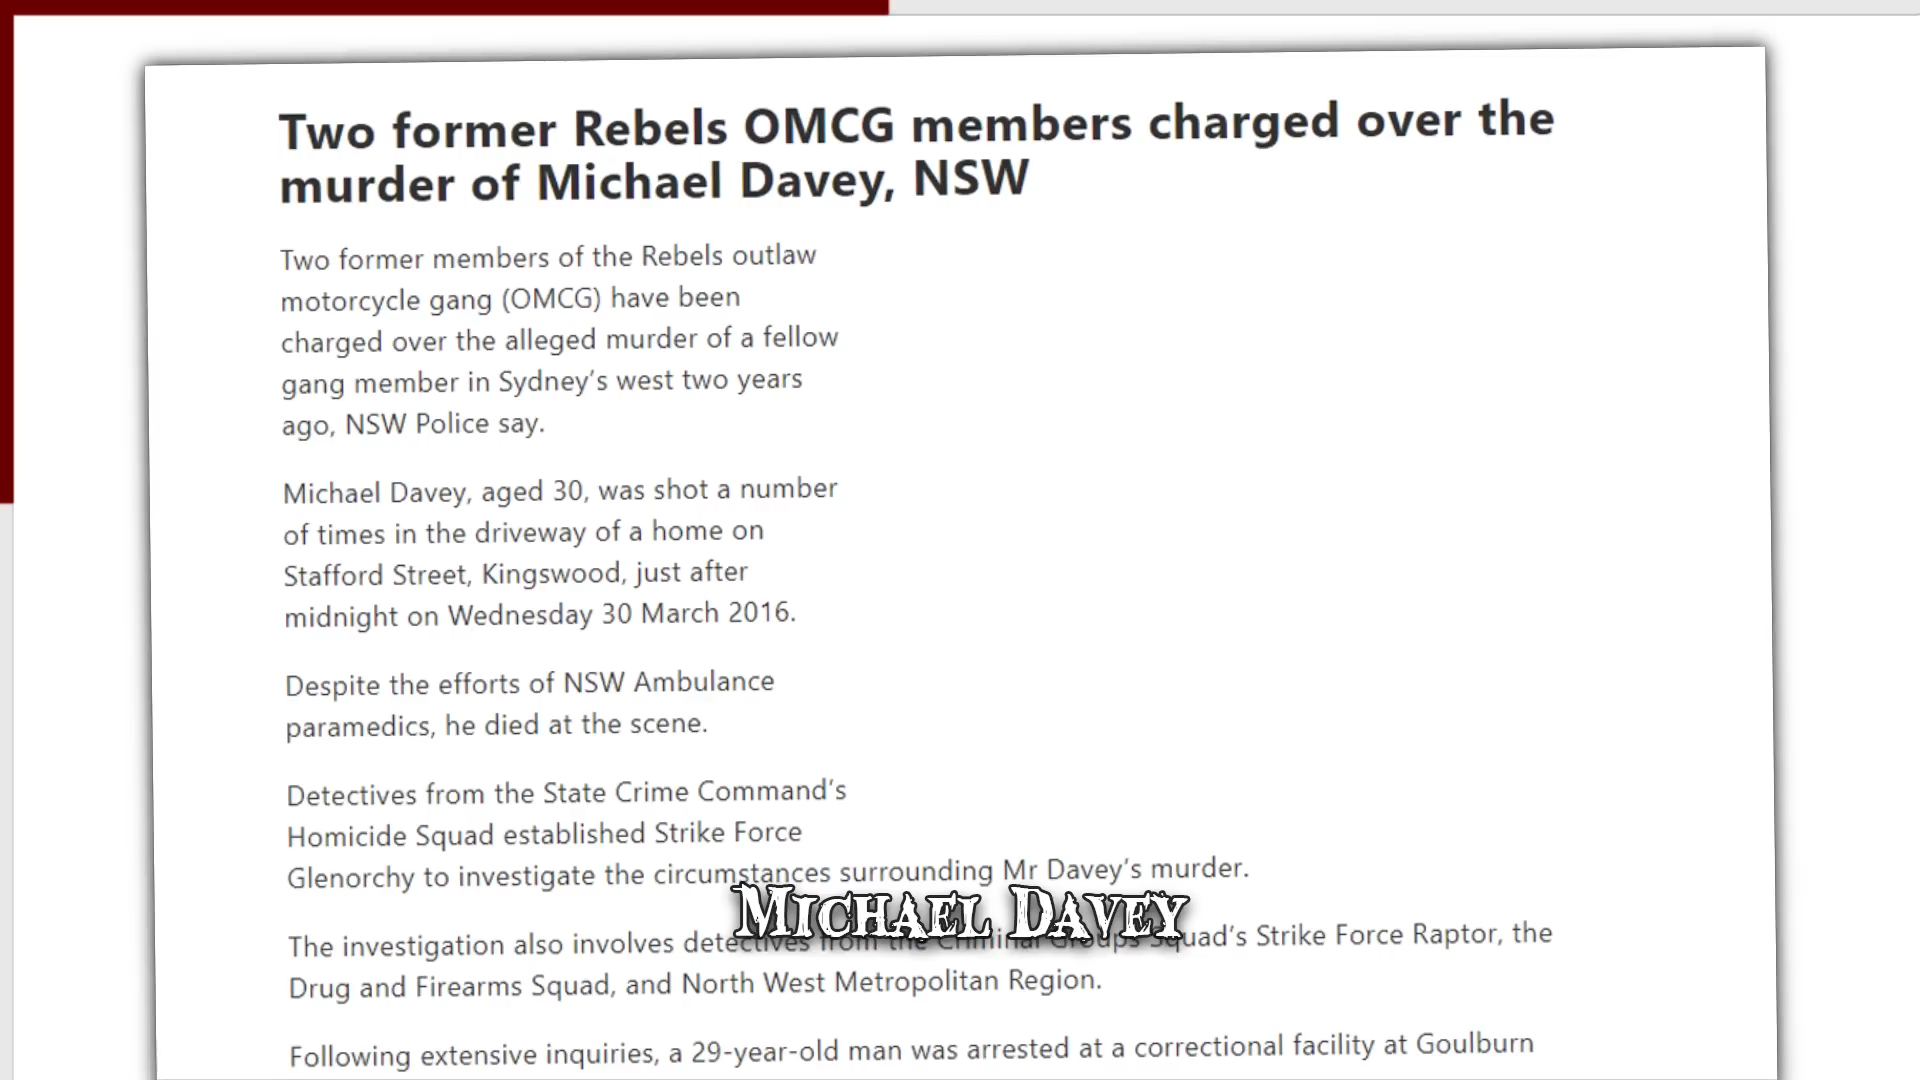 Two former Rebels OMCG members charged over the
murder of Michael Davey, NSW
Two former members of the Rebels outlaw
motorcycle gang (OMCG) have been
charged over the alleged murder of a fellow
gang member in Sydney’s west two years
ago, NSW Police say.
Michael Davey, aged 30, was shot a number
of times in the driveway of a home on
Stafford Street, Kingswood, just after
midnight on Wednesday 30 March 2016.
Despite the efforts of NSW Ambulance
paramedics, he died at the scene.
Detectives from the State Crime Command’s
Homicide Squad established Strike Force
Glenorchy to investigate the circumstances surrounding Mr Davey’s murder.
Michael Davey
The investigation also involves detectives from the Criminal Groups Squad’s Strike Force Raptor, the
Drug and Firearms Squad, and North West Metropolitan Region.
Following extensive inquiries, a 29-year-old man was arrested at a correctional facility at Goulburn